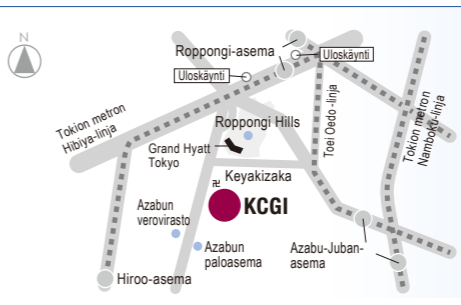 N
Roppongi-asema
Uloskäynti
Uloskäynti
Tokion metron
Hibiya-linja
Roppongi Hills
Grand Hyatt
Tokyo
Toei Oedo -linja
Tokion metron
Namboku-linja
Keyakizaka
卍
KCGI
Azabun
verovirasto
Azabun
paloasema
Azabu-Juban-
asema
Hiroo-asema